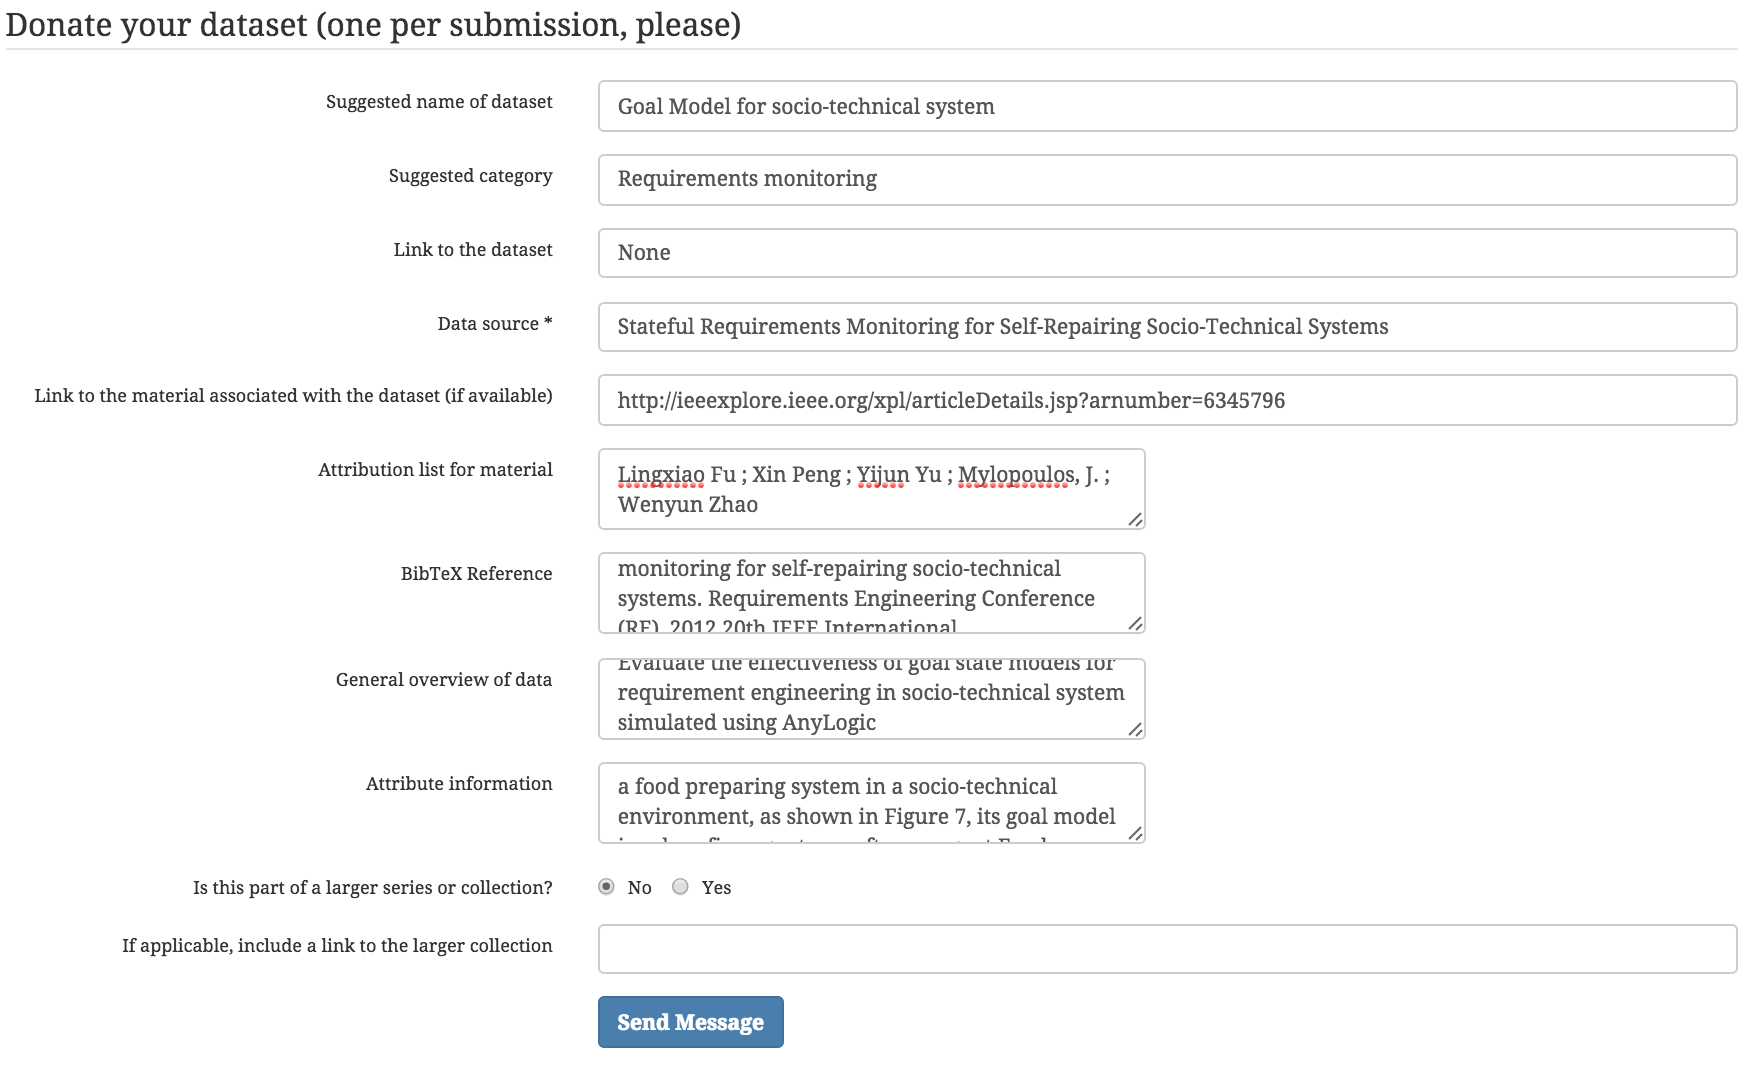 Donate your dataset (one per submission, please)
Suggested name of dataset
Goal Model for socio-technical system
Suggested category
Requirements monitoring
Link to the dataset
None
Data source *
Stateful Requirements Monitoring for Self-Repairing Socio-Technical Systems
Link to the material associated with the dataset (if available)
http://ieeexplore.ieee.org/xpl/articleDetails.jsp?arnumber=6345796
Attribution list for material
Lingxiao Fu ; Xin Peng ; Yijun Yu ; Mylopoulos, J. ;
Wenyun Zhao
BibTeX Reference
monitoring for self-repairing socio-technical
systems. Requirements Engineering Conference
(RE), 2012 20th IEEE International
General overview of data
Evaluate the effectiveness of goal state models for
requirement engineering in socio-technical system
simulated using AnyLogic
Attribute information
a food preparing system in a socio-technical
environment, as shown in Figure 7, its goal model
Is this part of a larger series or collection?
No Yes
If applicable, include a link to the larger collection
Send Message